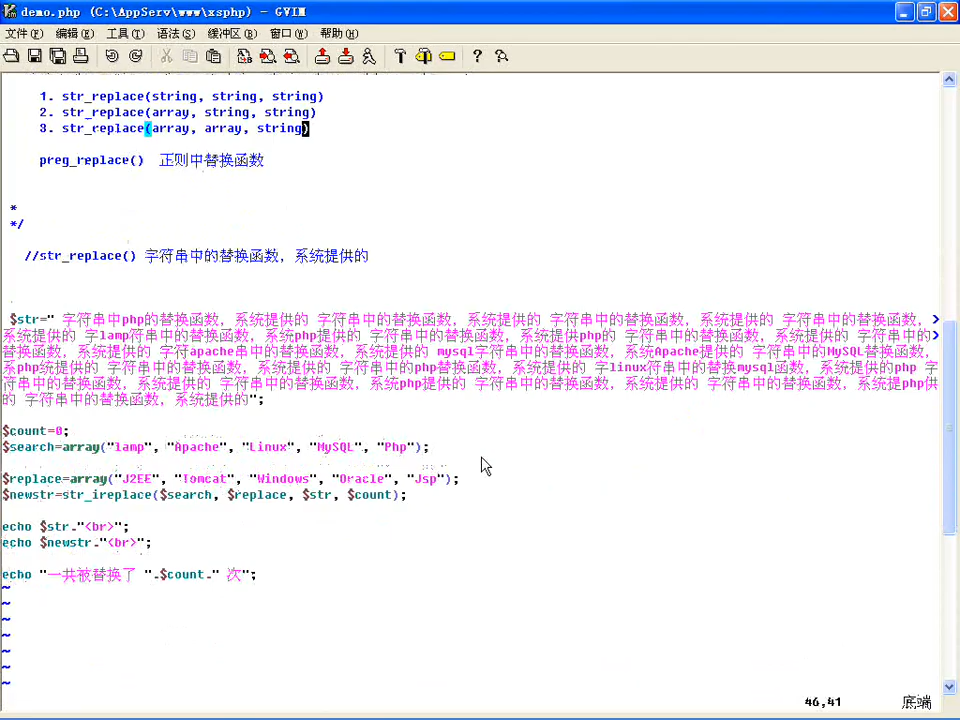 demo.php (C:\AppServ\www\xsphp) - GVIM
文件(F) 编辑(E) 工具(T) 语法(S) 缓冲区(B) 窗口(W) 帮助(H)
1. str_replace(string, string, string)
2. str_replace(array, string, string)
3. str_replace(array, array, string)
preg_replace() 正则中替换函数
*
*/
//str_replace() 字符串中的替换函数, 系统提供的
$str=" 字符串中php的替换函数, 系统提供的 字符串中的替换函数, 系统提供的 字符串中的替换函数, 系统提供的 字符串中的替换函数,
系统提供的 字lamp符串中的替换函数, 系统php提供的 字符串中的替换函数, 系统提供php的 字符串中的替换函数, 系统提供的 字符串中的
替换函数, 系统提供的 字符apache串中的替换函数, 系统提供的 mysql字符串中的替换函数, 系统Apache提供的 字符串中的MySQL替换函数,
系php统提供的 字符串中的替换函数, 系统提供的 字符串中的php替换函数, 系统提供的 字linux符串中的替换mysql函数, 系统提供的php 字
符串中的替换函数, 系统提供的 字符串中的替换函数, 系统php提供的 字符串中的替换函数, 系统提供的 字符串中的替换函数, 系统提php供
的 字符串中的替换函数, 系统提供的";
$count=0;
$search=array("lamp", "Apache", "Linux", "MySQL", "Php");
$replace=array("J2EE", "Tomcat", "Windows", "Oracle", "Jsp");
$newstr=str_ireplace($search, $replace, $str, $count);
echo $str."<br>";
echo $newstr."<br>";
echo "一共被替换了 ".$count." 次";
~
~
~
~
~
~
~
46,41 底端